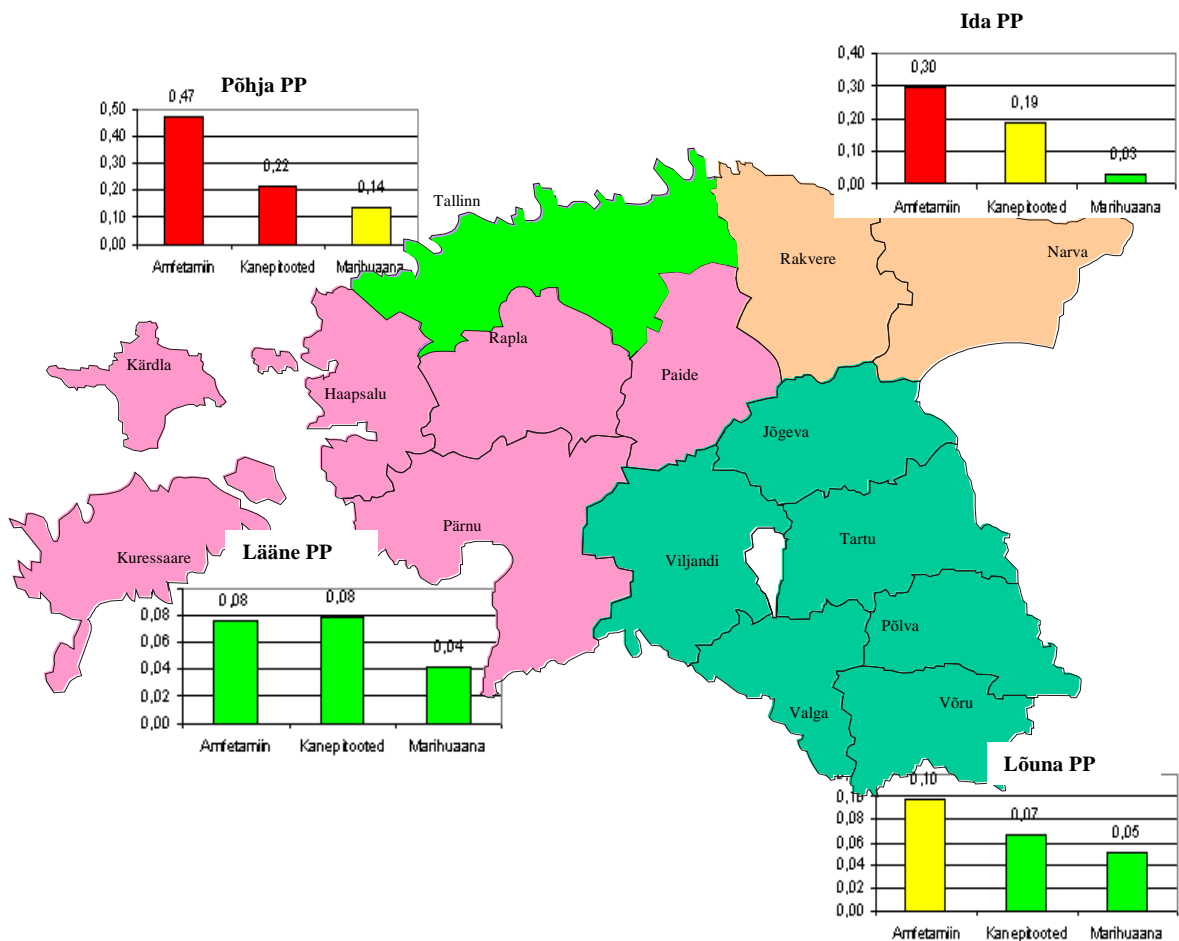 Ida PP
0,40
0,30
0,20
0,10
0,00
0,30
0,19
0,03
Amfetamiin Kanepitooted Marihuaana
Põhja PP
0,50
0,40
0,30
0,20
0,10
0,00
0,47
0,22
0,14
Amfetamiin Kanepitooted Marihuaana
Tallinn
Rakvere
Narva
Kärdla
Rapla
Haapsalu
Paide
Jõgeva
Pärnu
Kuressaare
Viljandi
Tartu
Põlva
Valga
Võru
Lääne PP
0,08
0,06
0,04
0,02
0,00
0,08
0,08
0,04
Amfetamiin Kanepitooted Marihuaana
Lõuna PP
0,10
0,08
0,06
0,04
0,02
0,00
0,10
0,07
0,05
Amfetamiin Kanepitooted Marihuaana